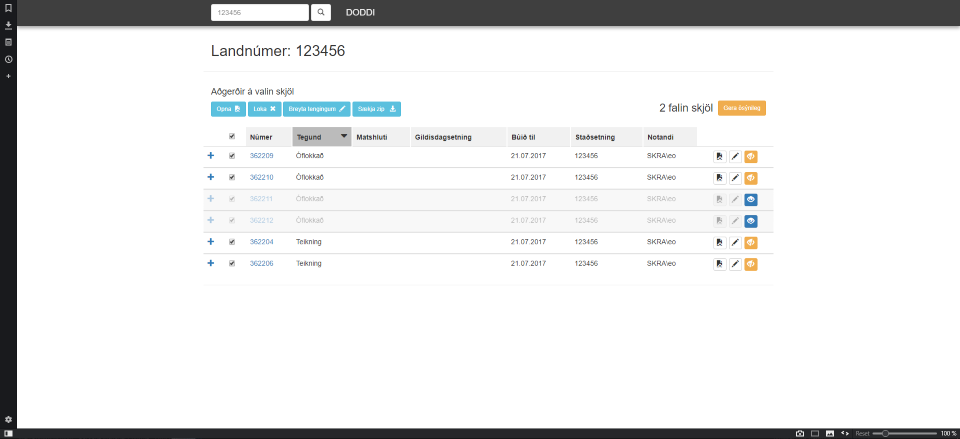 123456 DODDI
Landnúmer: 123456
Aðgerðir á valin skjöl
Opna Loka Breyta tengingum Sækja zip 2 falin skjöl Gera sýnileg
Númer Tegund Matshluti Gildisdagsetning Búið til Staðsetning Notandi
362209 Óflokkað 21.07.2017 123456 SKRA\eo
362210 Óflokkað 21.07.2017 123456 SKRA\eo
362211 Óflokkað 21.07.2017 123456 SKRA\eo
362212 Óflokkað 21.07.2017 123456 SKRA\eo
362204 Teikning 21.07.2017 123456 SKRA\eo
362206 Teikning 21.07.2017 123456 SKRA\eo
Reset 100 %